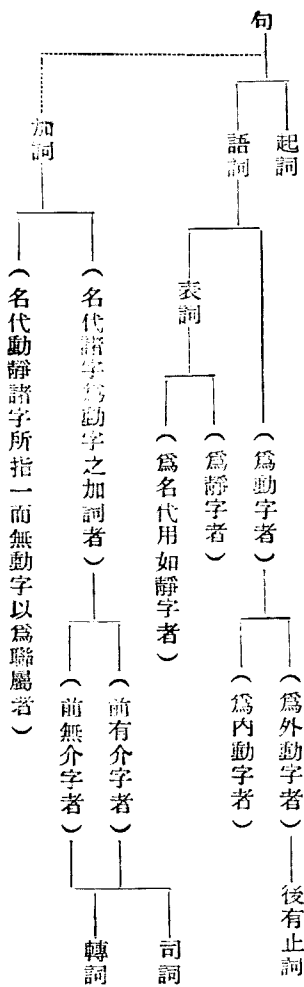 句
起詞
語詞
（爲動字者）
（爲外動字者）
後有止詞
（爲內動字者）
表詞
（爲靜字者）
（爲名代用如靜字者）
加詞
（名代諸字爲動字之加詞者）
（前有介字者）
（前無介字者）
司詞
轉詞
（名代動靜諸字所指一而無動字以爲聯屬者）